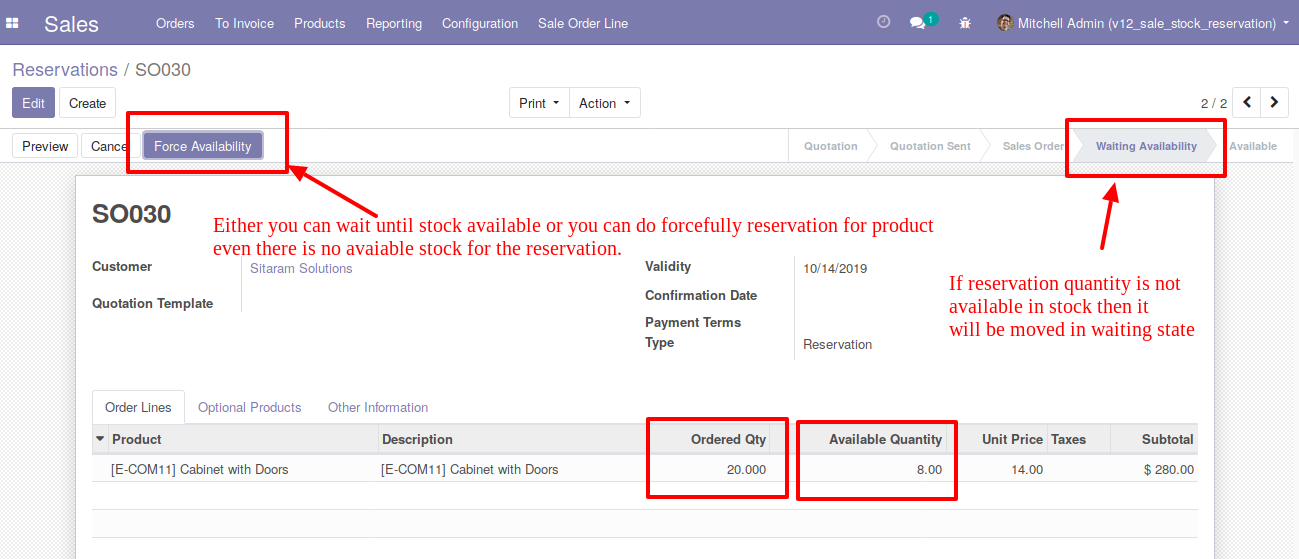 Sales Orders To Invoice Products Reporting Configuration Sale Order Line 1 Mitchell Admin (v12_sale_stock_reservation)
Reservations / SO030
Edit Create Print Action 2 / 2
Preview Cance Force Availability Quotation Quotation Sent Sales Order Waiting Availability Available
SO030
Either you can wait until stock available or you can do forcefully reservation for product
even there is no avaiable stock for the reservation.
Customer Sitaram Solutions
Quotation Template
Validity 10/14/2019
Confirmation Date
Payment Terms
Type Reservation
If reservation quantity is not
available in stock then it
will be moved in waiting state
Order Lines Optional Products Other Information
Product Description Ordered Qty Available Quantity Unit Price Taxes Subtotal
[E-COM11] Cabinet with Doors [E-COM11] Cabinet with Doors 20.000 8.00 14.00 $ 280.00